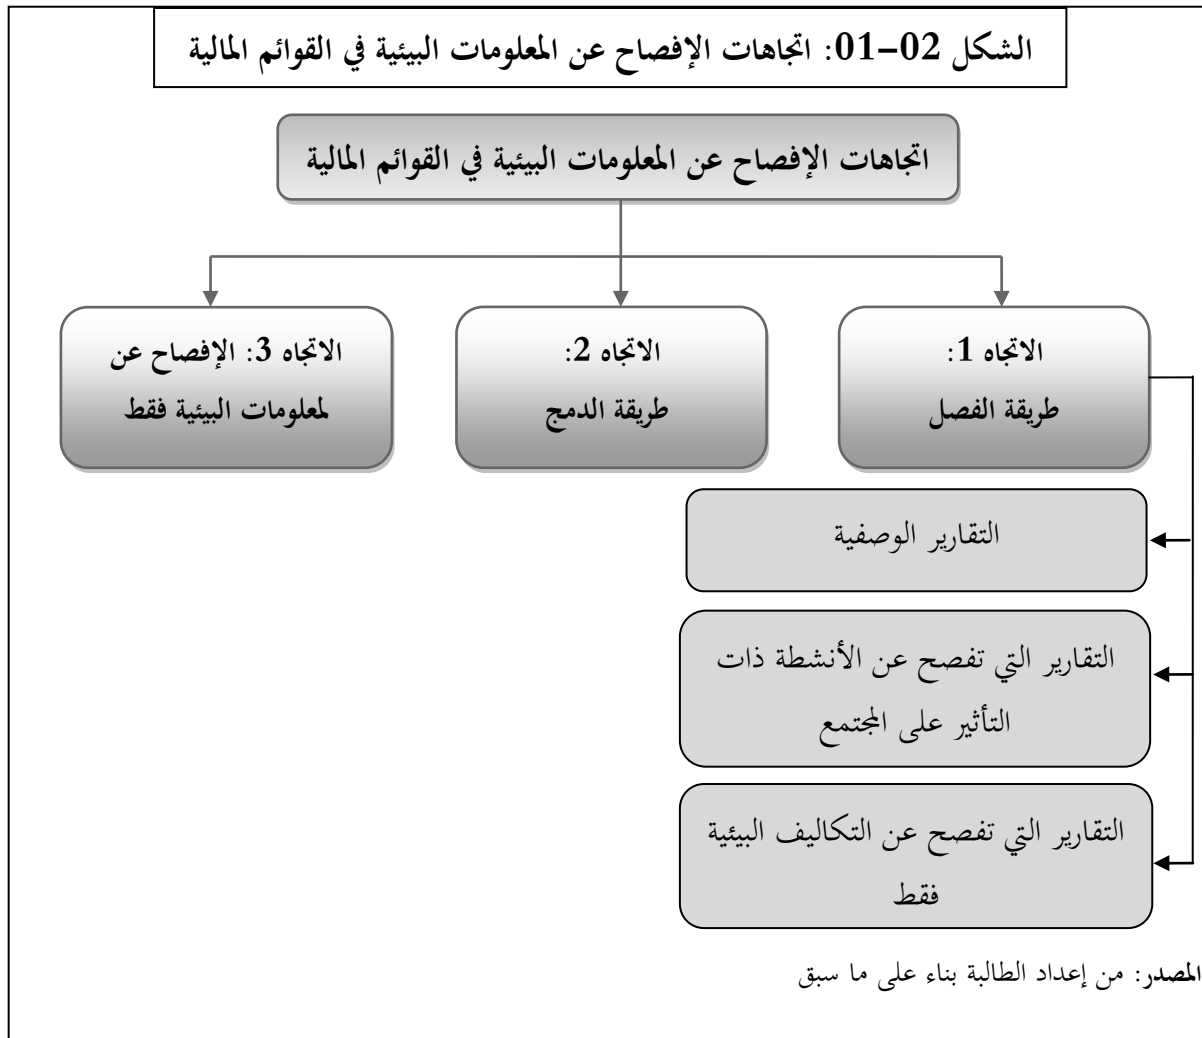 الشكل 02-01: اتجاهات الإفصاح عن المعلومات البيئية في القوائم المالية
اتجاهات الإفصاح عن المعلومات البيئية في القوائم المالية
الاتجاه 1:
طريقة الفصل
الاتجاه 2:
طريقة الدمج
الاتجاه 3: الإفصاح عن
لمعلومات البيئية فقط
التقارير الوصفية
التقارير التي تفصح عن الأنشطة ذات
التأثير على المجتمع
التقارير التي تفصح عن التكاليف البيئية
فقط
المصدر: من إعداد الطالبة بناء على ما سبق